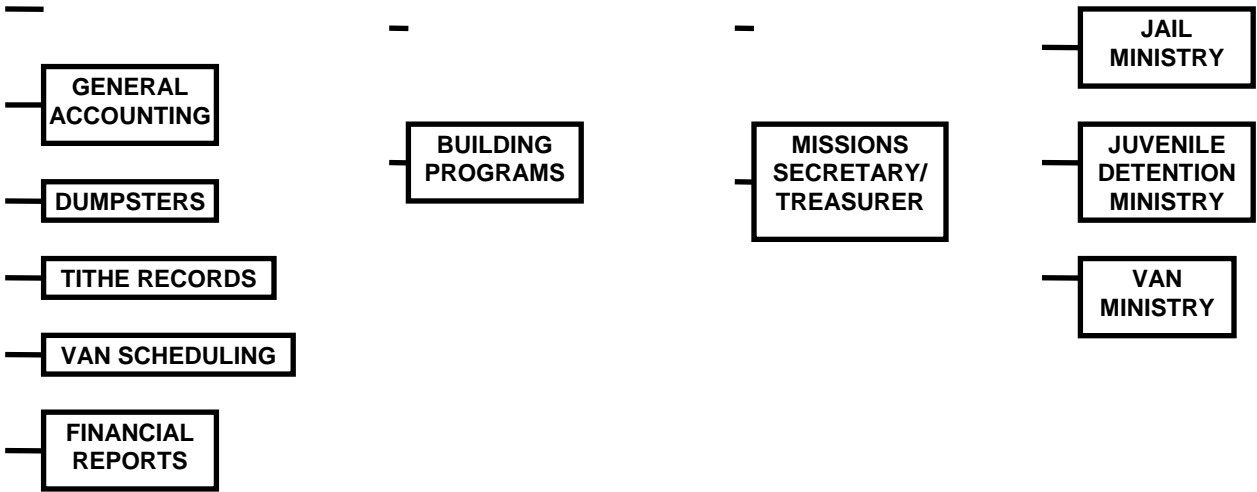 GENERAL
ACCOUNTING
DUMPSTERS
TITHE RECORDS
VAN SCHEDULING
FINANCIAL
REPORTS
BUILDING
PROGRAMS
MISSIONS
SECRETARY/
TREASURER
JAIL
MINISTRY
JUVENILE
DETENTION
MINISTRY
VAN
MINISTRY